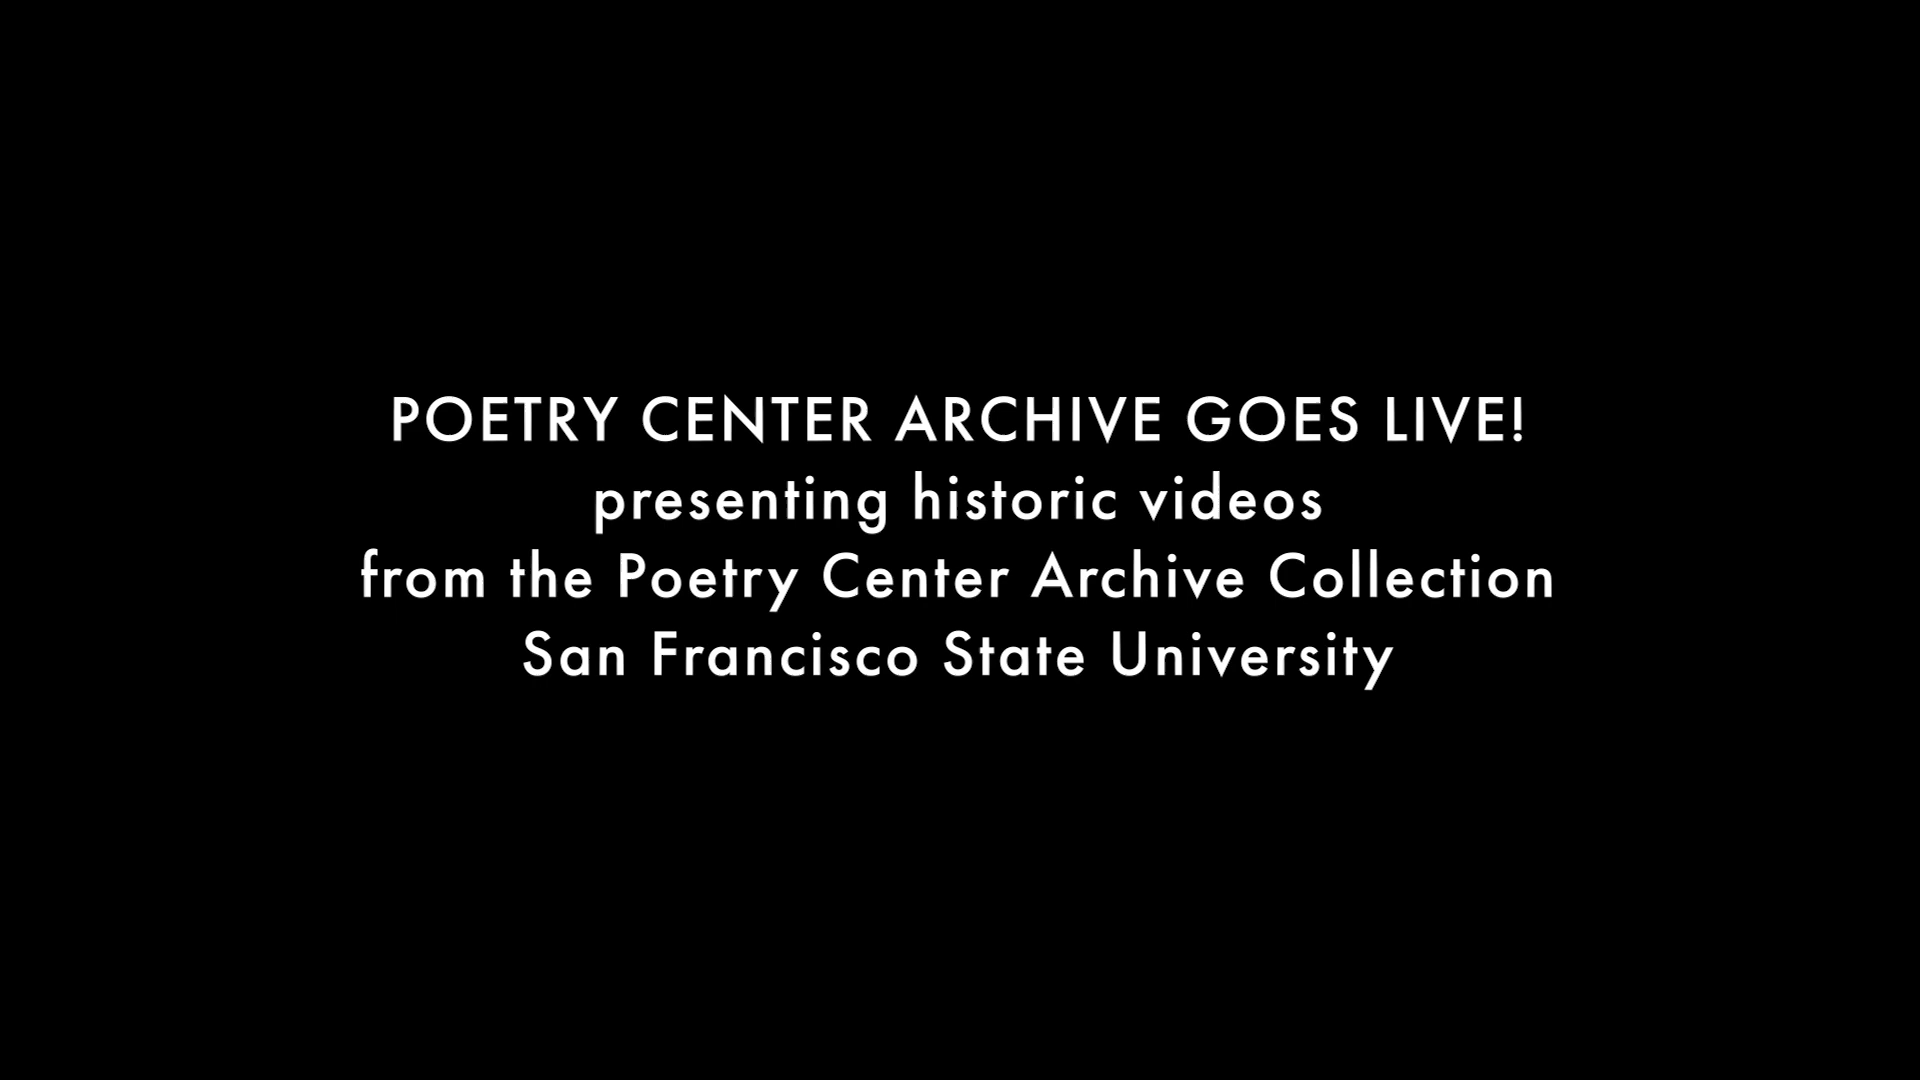 POETRY CENTER ARCHIVE GOES LIVE!
presenting historic videos
from the Poetry Center Archive Collection
San Francisco State University